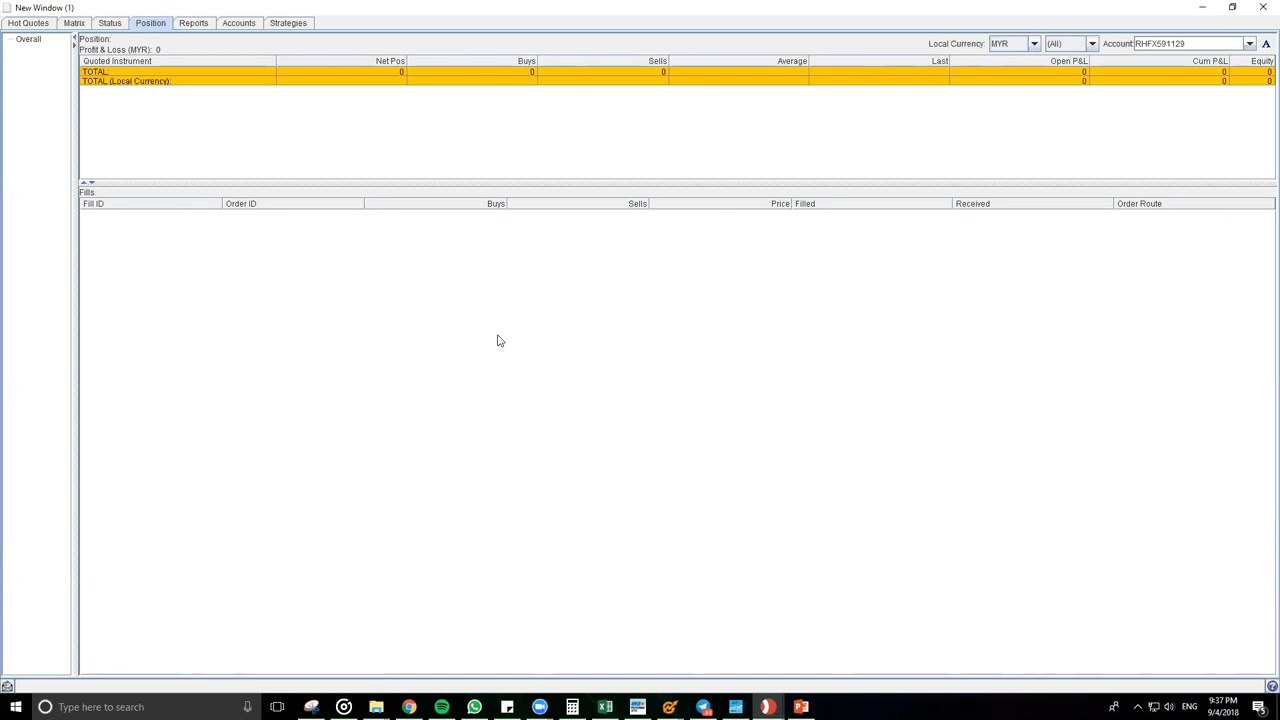 New Window (1)
Hot Quotes Matrix Status Position Reports Accounts Strategies
Overall
Position:
Profit & Loss (MYR): 0
Local Currency: MYR (All) Account: RHFX591129 A
Quoted Instrument Net Pos Buys Sells Average Last Open P&L Cum P&L Equity
TOTAL: 0 0 0 0 0 0
TOTAL (Local Currency): 0 0 0
Fills
Fill ID Order ID Buys Sells Price Filled Received Order Route
Type here to search
9:37 PM
9/4/2018